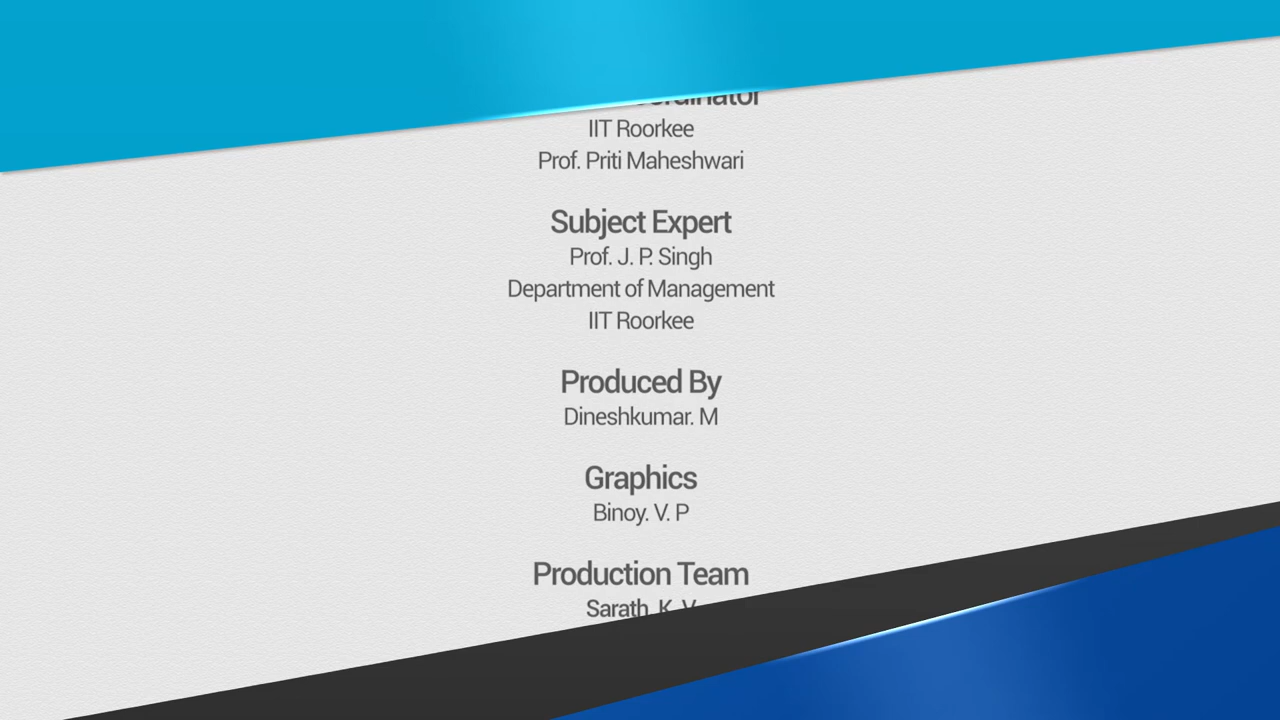 IIT Roorkee
Prof. Priti Maheshwari
Subject Expert
Prof. J. P. Singh
Department of Management
IIT Roorkee
Produced By
Dineshkumar. M
Graphics
Binoy. V. P
Production Team
Sarath. K. V